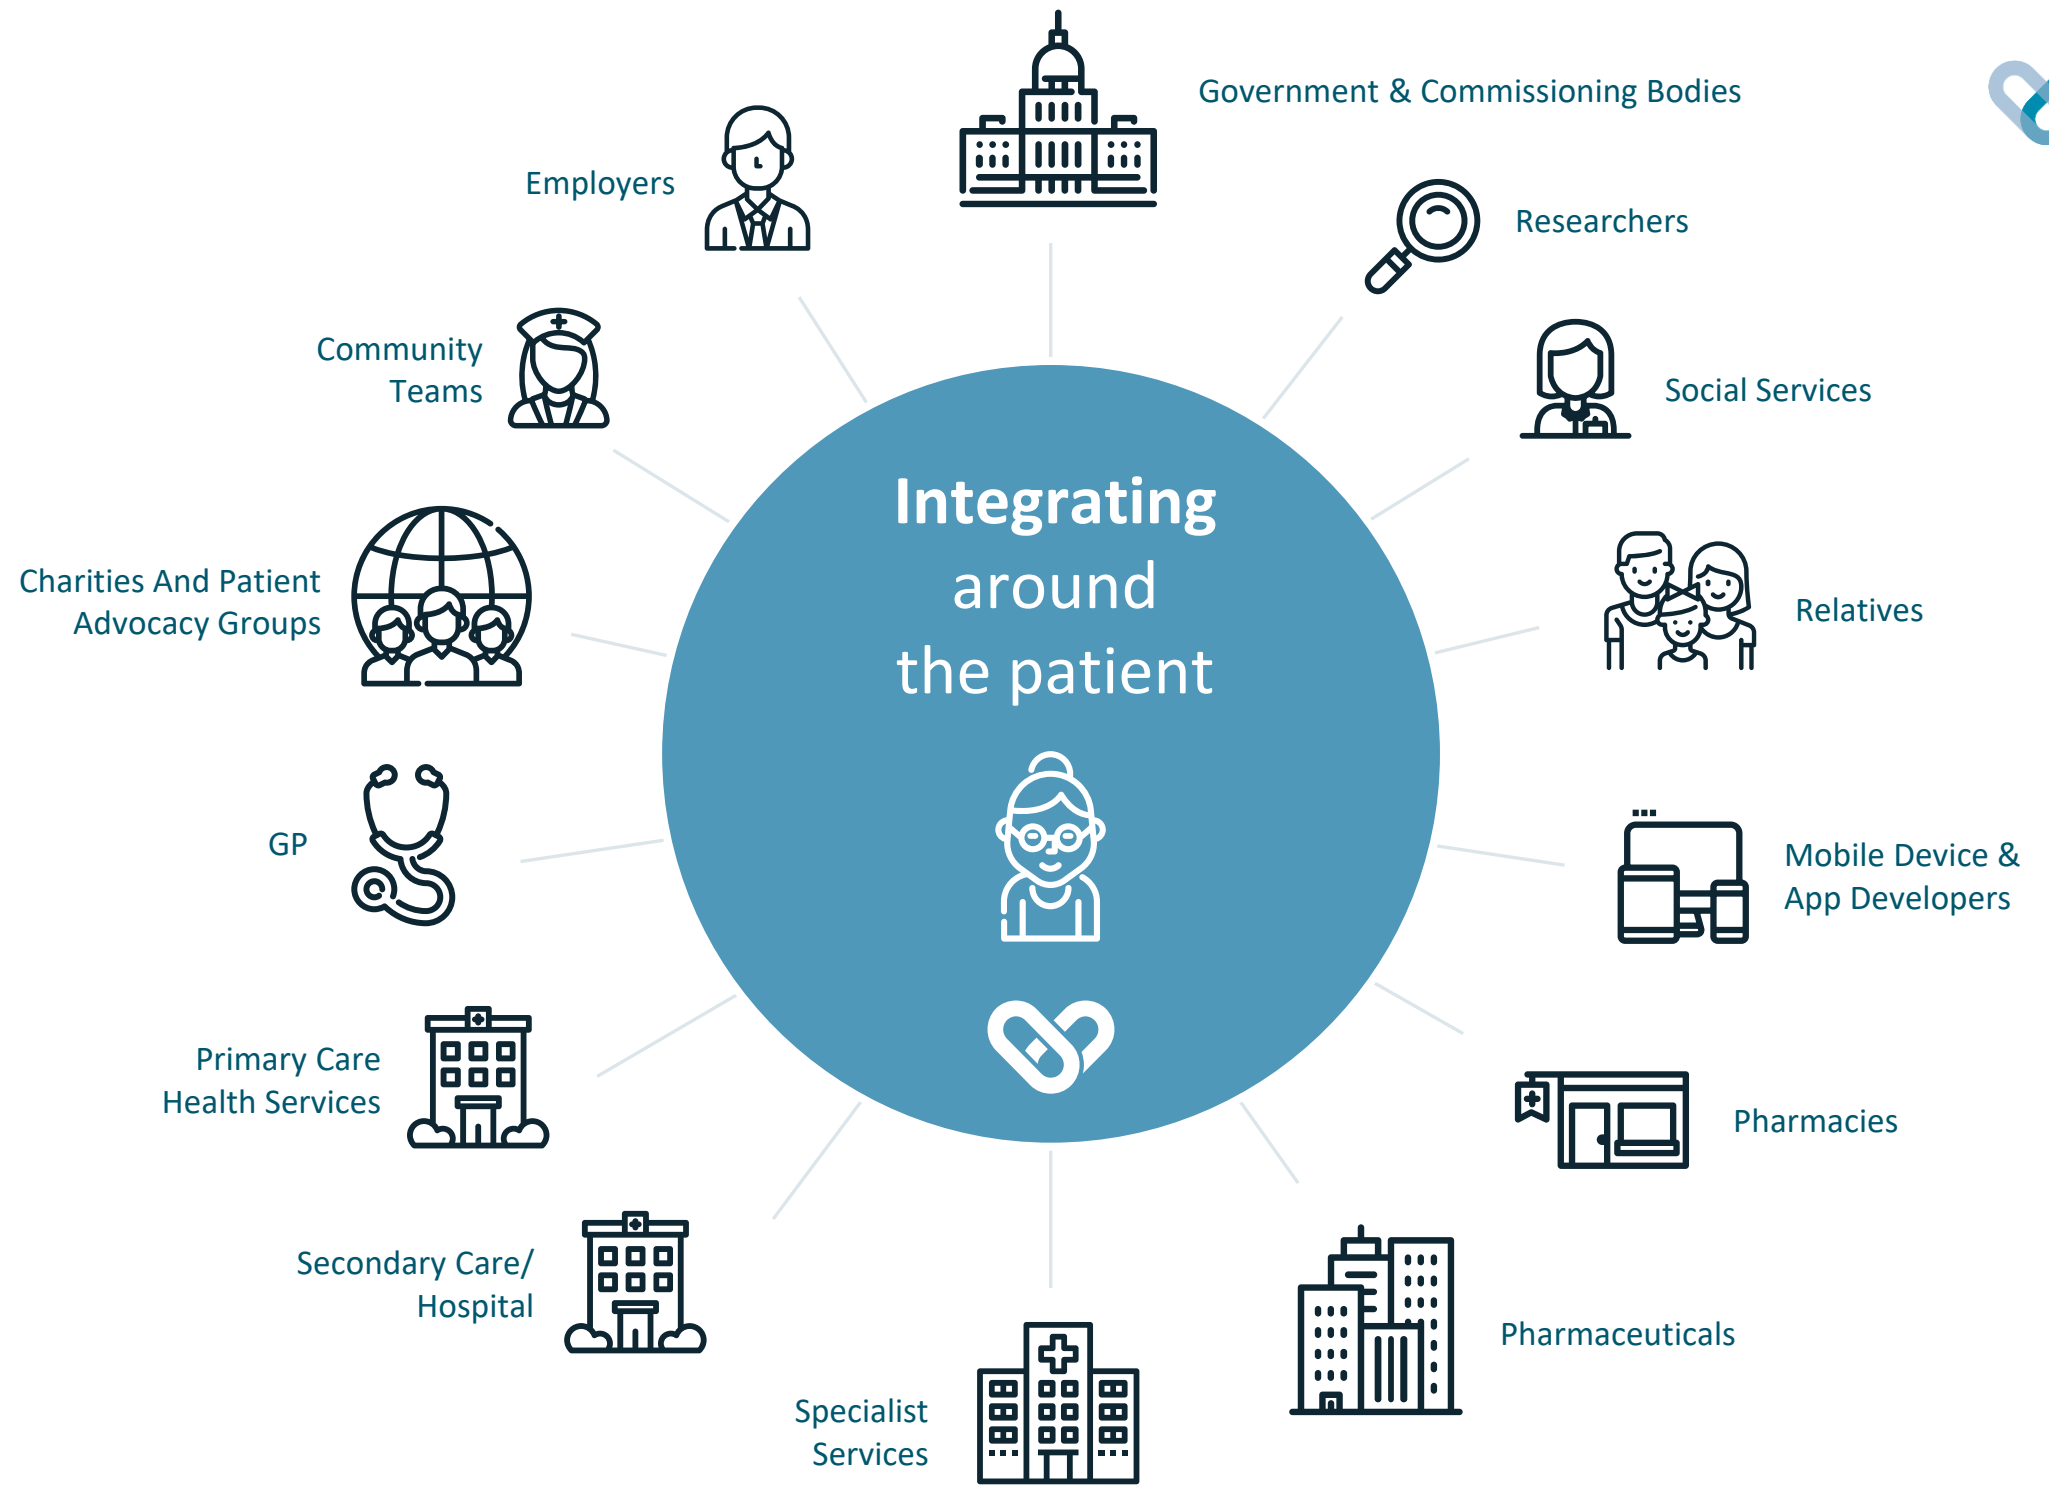 Government & Commissioning Bodies
Researchers
Social Services
Relatives
Mobile Device &
App Developers
Pharmacies
Pharmaceuticals
Specialist
Services
Secondary Care/
Hospital
Primary Care
Health Services
GP
Charities And Patient
Advocacy Groups
Community
Teams
Employers
Integrating
around
the patient